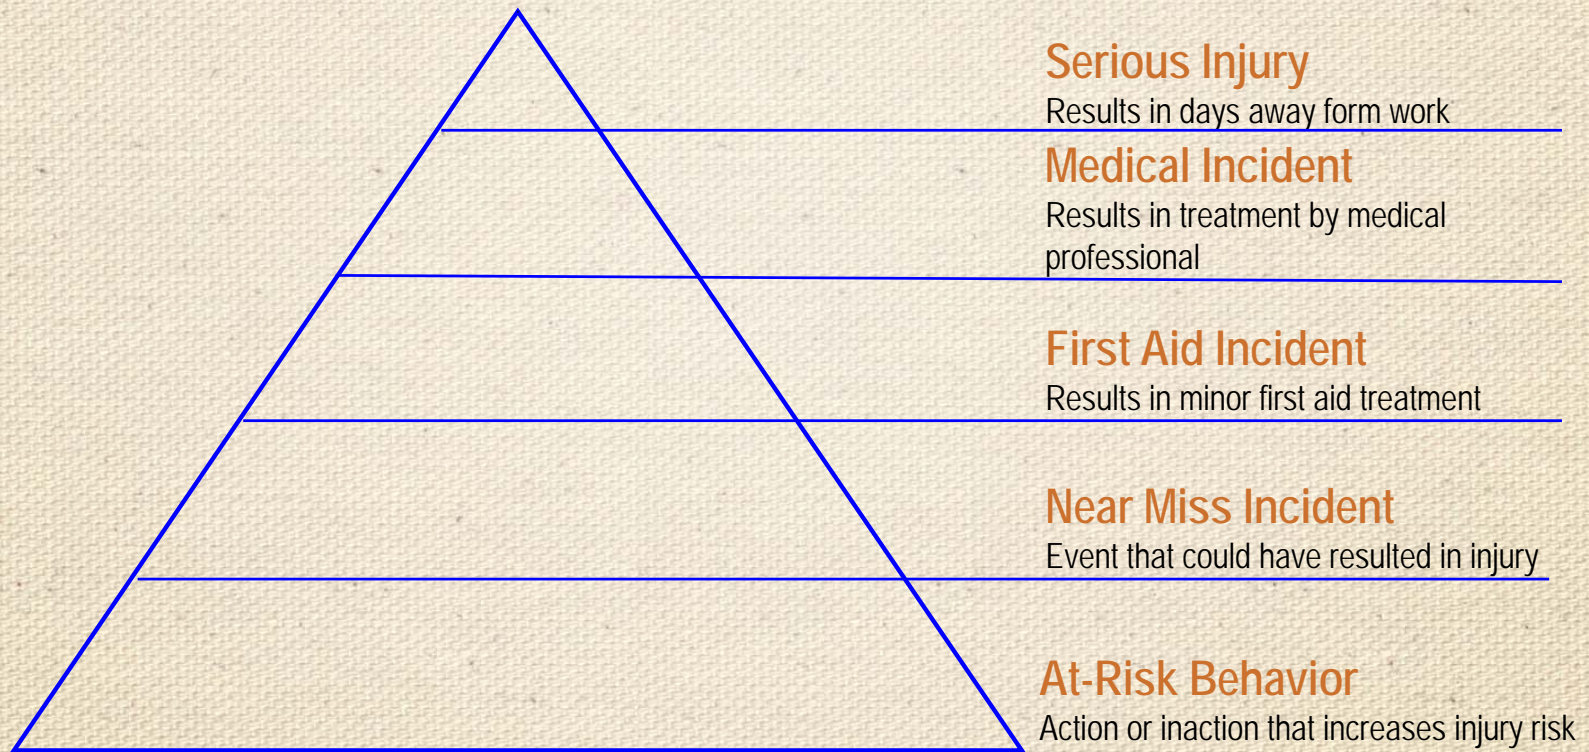 Serious Injury
Results in days away form work
Medical Incident
Results in treatment by medical
professional
First Aid Incident
Results in minor first aid treatment
Near Miss Incident
Event that could have resulted in injury
At-Risk Behavior
Action or inaction that increases injury risk